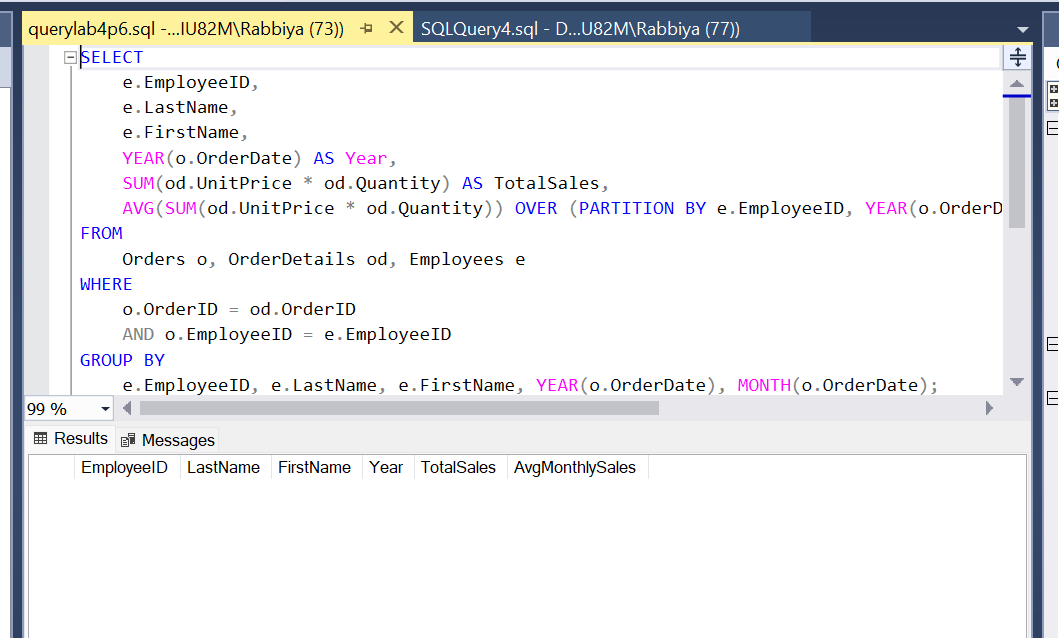 querylab4p6.sql -...IU82M\Rabbiya (73))
SQLQuery4.sql - D...U82M\Rabbiya (77))
SELECT
e.EmployeeID,
e.LastName,
e.FirstName,
YEAR(o.OrderDate) AS Year,
SUM(od.UnitPrice * od.Quantity) AS TotalSales,
AVG(SUM(od.UnitPrice * od.Quantity)) OVER (PARTITION BY e.EmployeeID, YEAR(o.OrderD
FROM
Orders o, OrderDetails od, Employees e
WHERE
o.OrderID = od.OrderID
AND o.EmployeeID = e.EmployeeID
GROUP BY
e.EmployeeID, e.LastName, e.FirstName, YEAR(o.OrderDate), MONTH(o.OrderDate);
99 %
Results Messages
EmployeeID LastName FirstName Year TotalSales AvgMonthlySales